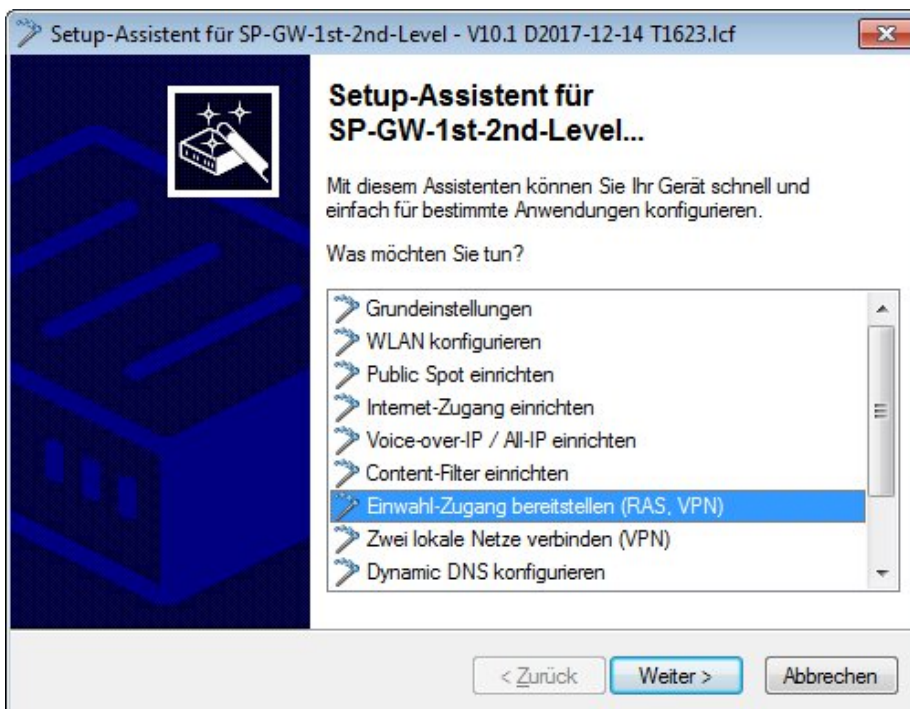 Setup-Assistent für SP-GW-1st-2nd-Level - V10.1 D2017-12-14 T1623.lcf
Setup-Assistent für
SP-GW-1st-2nd-Level...
Mit diesem Assistenten können Sie Ihr Gerät schnell und
einfach für bestimmte Anwendungen konfigurieren.
Was möchten Sie tun?
Grundeinstellungen
WLAN konfigurieren
Public Spot einrichten
Internet-Zugang einrichten
Voice-over-IP / All-IP einrichten
Content-Filter einrichten
Einwahl-Zugang bereitstellen (RAS, VPN)
Zwei lokale Netze verbinden (VPN)
Dynamic DNS konfigurieren
< Zurück
Weiter >
Abbrechen